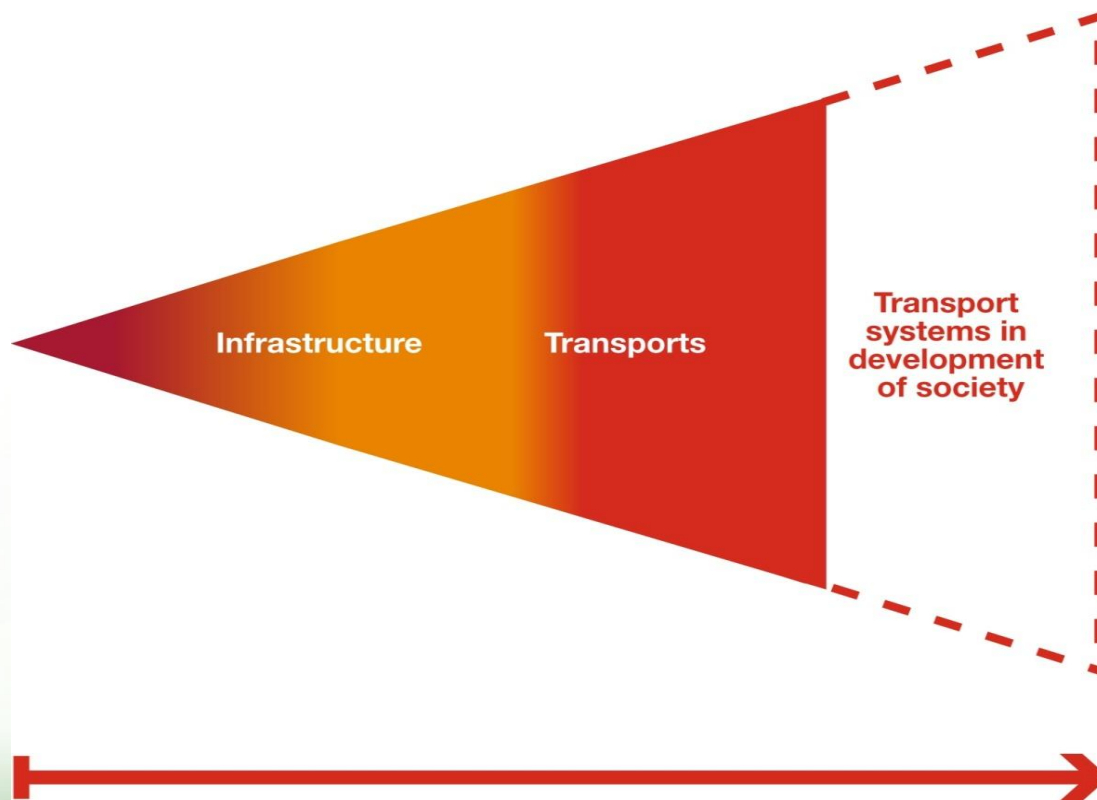 Infrastructure
Transports
Transport
systems in
development
of society